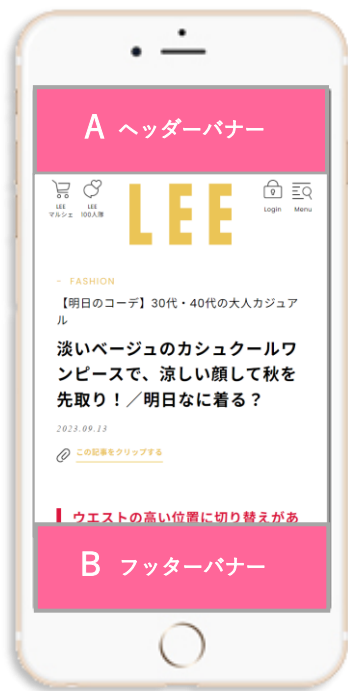 A ヘッダーバナー
LEE
マルシェ
LEE
100人隊
LEE
Login
Menu
- FASHION
【明日のコーデ】30代・40代の大人カジュア
ル
淡いベージュのカシュクールワ
ンピースで、涼しい顔して秋を
先取り！／明日なに着る？
2023.09.13
この記事をクリップする
ウエストの高い位置に切り替えがあ
B フッターバナー